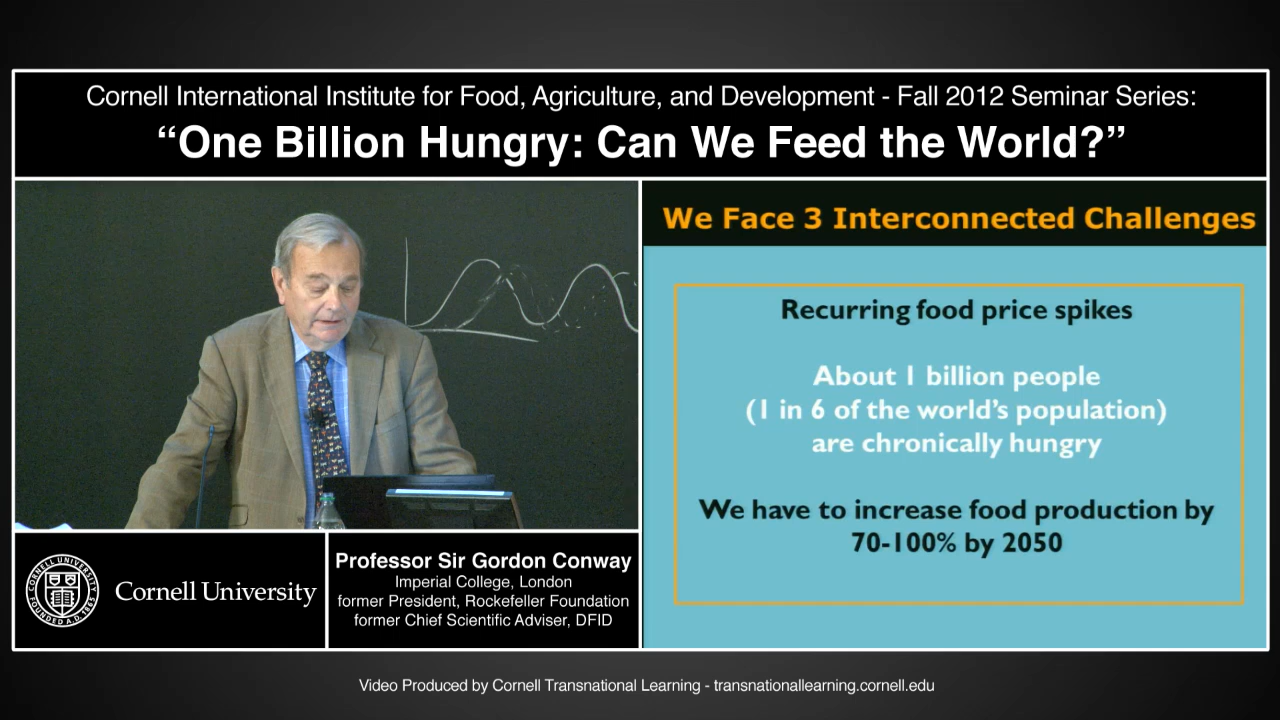 Cornell International Institute for Food, Agriculture, and Development - Fall 2012 Seminar Series:
“One Billion Hungry: Can We Feed the World?”
We Face 3 Interconnected Challenges
Recurring food price spikes
About 1 billion people
(1 in 6 of the world’s population)
are chronically hungry
We have to increase food production by
70-100% by 2050
CORNELL UNIVERSITY
FOUNDED A.D. 1865
Cornell University
Professor Sir Gordon Conway
Imperial College, London
former President, Rockefeller Foundation
former Chief Scientific Adviser, DFID
Video Produced by Cornell Transnational Learning - transnationallearning.cornell.edu